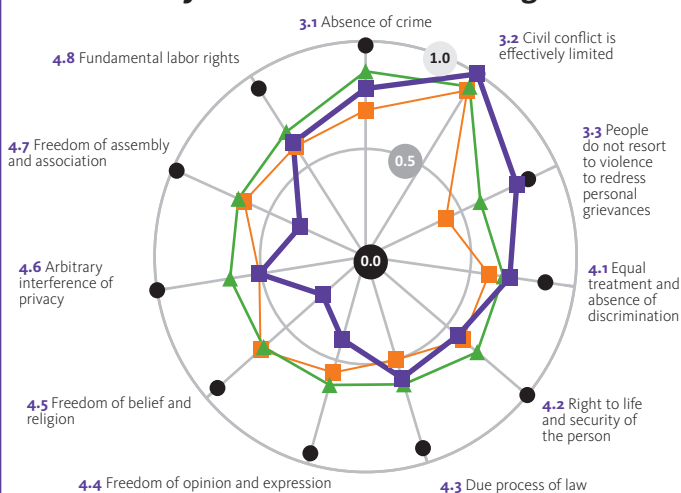 3.1 Absence of crime
3.2 Civil conflict is
effectively limited
1.0
4.8 Fundamental labor rights
3.3 People
do not resort
to violence
to redress
personal
grievances
4.7 Freedom of assembly
and association
0.5
0.0
4.6 Arbitrary
interference of
privacy
4.1 Equal
treatment and
absence of
discrimination
4.5 Freedom of belief and
religion
4.2 Right to life
and security of
the person
4.4 Freedom of opinion and expression
4.3 Due process of law